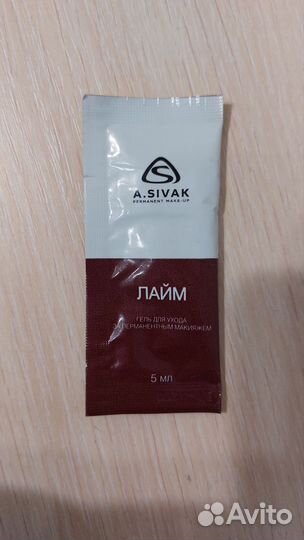 A.SIVAK
PERMANENT MAKE-UP
ЛАЙМ
ГЕЛЬ ДЛЯ УХОДА
ЗА ПЕРМАНЕНТНЫМ МАКИЯЖЕМ
5 МЛ
Avito